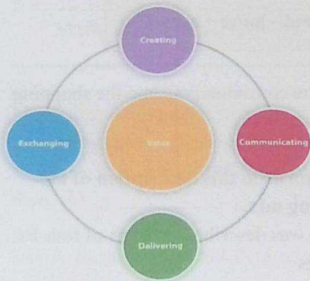 Creating
Exchanging
Value
Communicating
Delivering